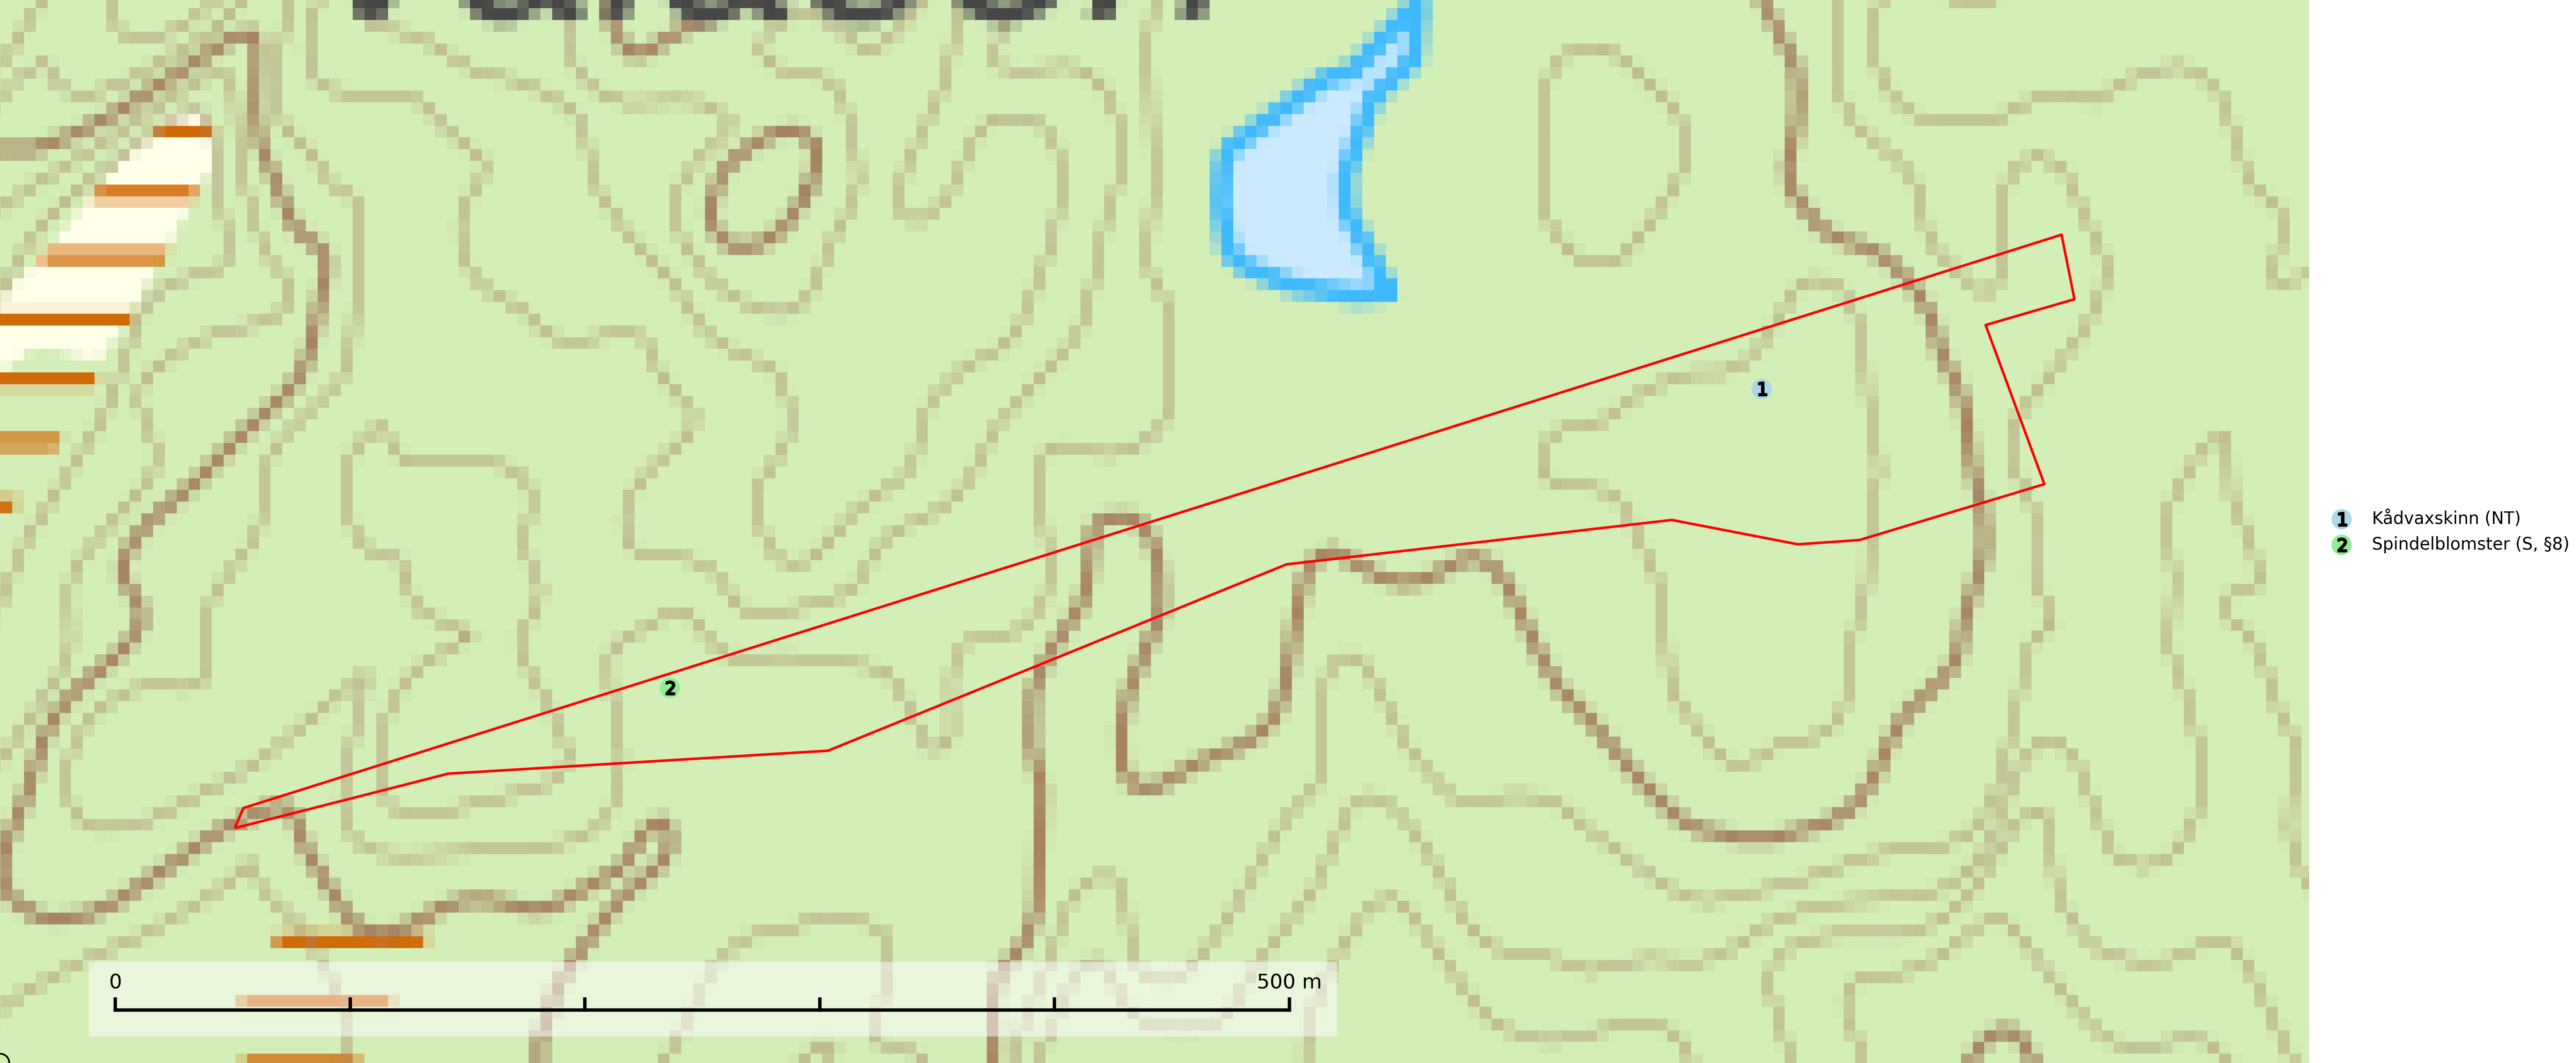 1
2
0 500 m
1 Kådvaxskinn (NT)
2 Spindelblomster (S, §8)